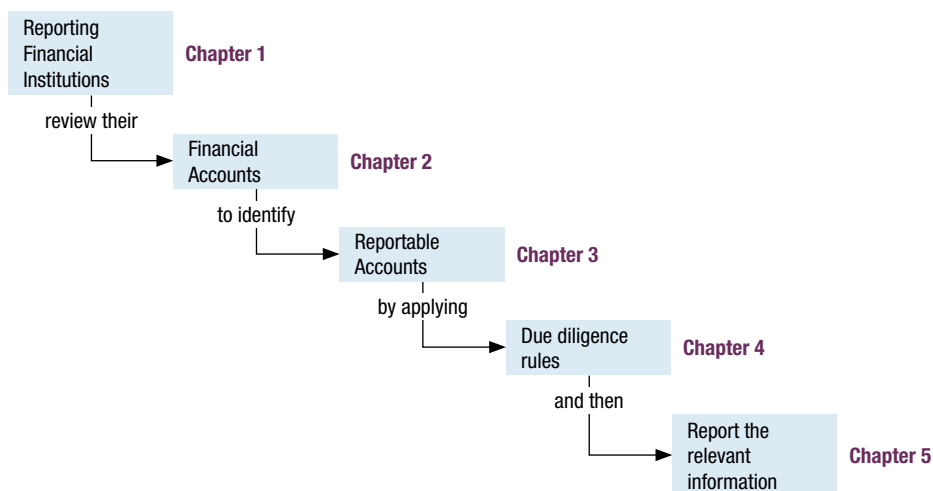 Reporting
Financial
Institutions
Chapter 1
review their
Financial
Accounts
Chapter 2
to identify
Reportable
Accounts
Chapter 3
by applying
Due diligence
rules
Chapter 4
and then
Report the
relevant
information
Chapter 5